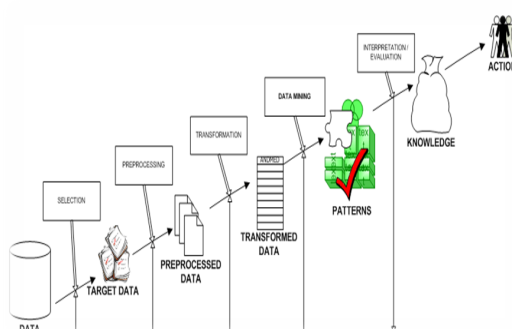 INTERPRETATION /
EVALUATION
ACTION
DATA MINING
KNOWLEDGE
TRANSFORMATION
PREPROCESSING
PATTERNS
SELECTION
TRANSFORMED
DATA
PREPROCESSED
DATA
TARGET DATA
DATA